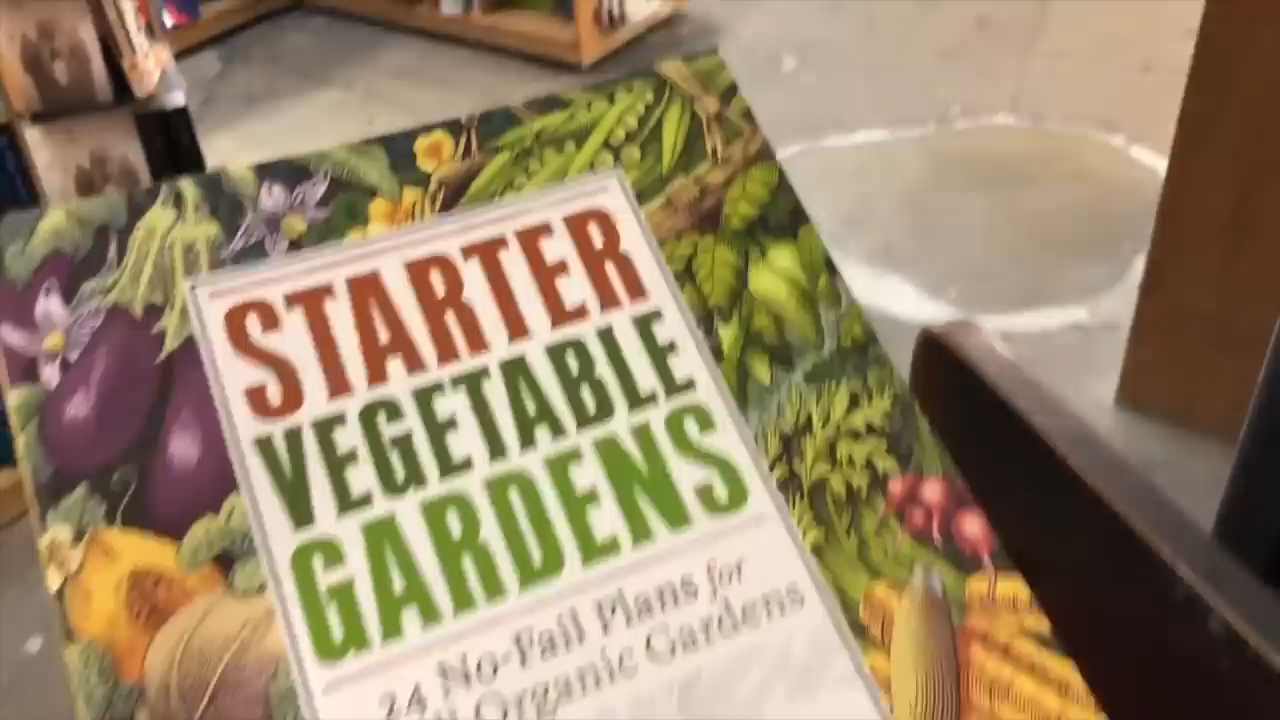 STARTER
VEGETABLE
GARDENS
24 No-Fail Plans for
Organic Gardens